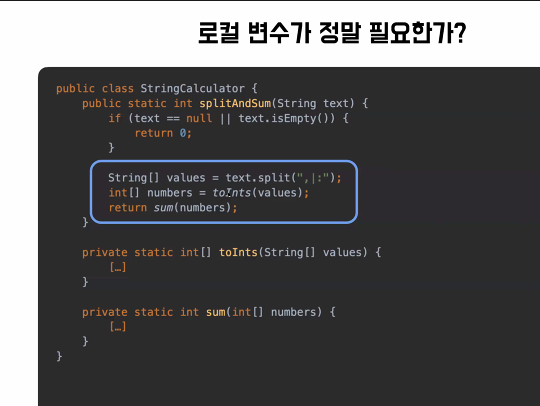 로컬 변수가 정말 필요한가?
public class StringCalculator {
public static int splitAndSum(String text) {
if (text == null || text.isEmpty()) {
return 0;
}
String[] values = text.split(",|:");
int[] numbers = toInts(values);
return sum(numbers);
}
private static int[] toInts(String[] values) {
[…]
}
private static int sum(int[] numbers) {
[…]
}
}